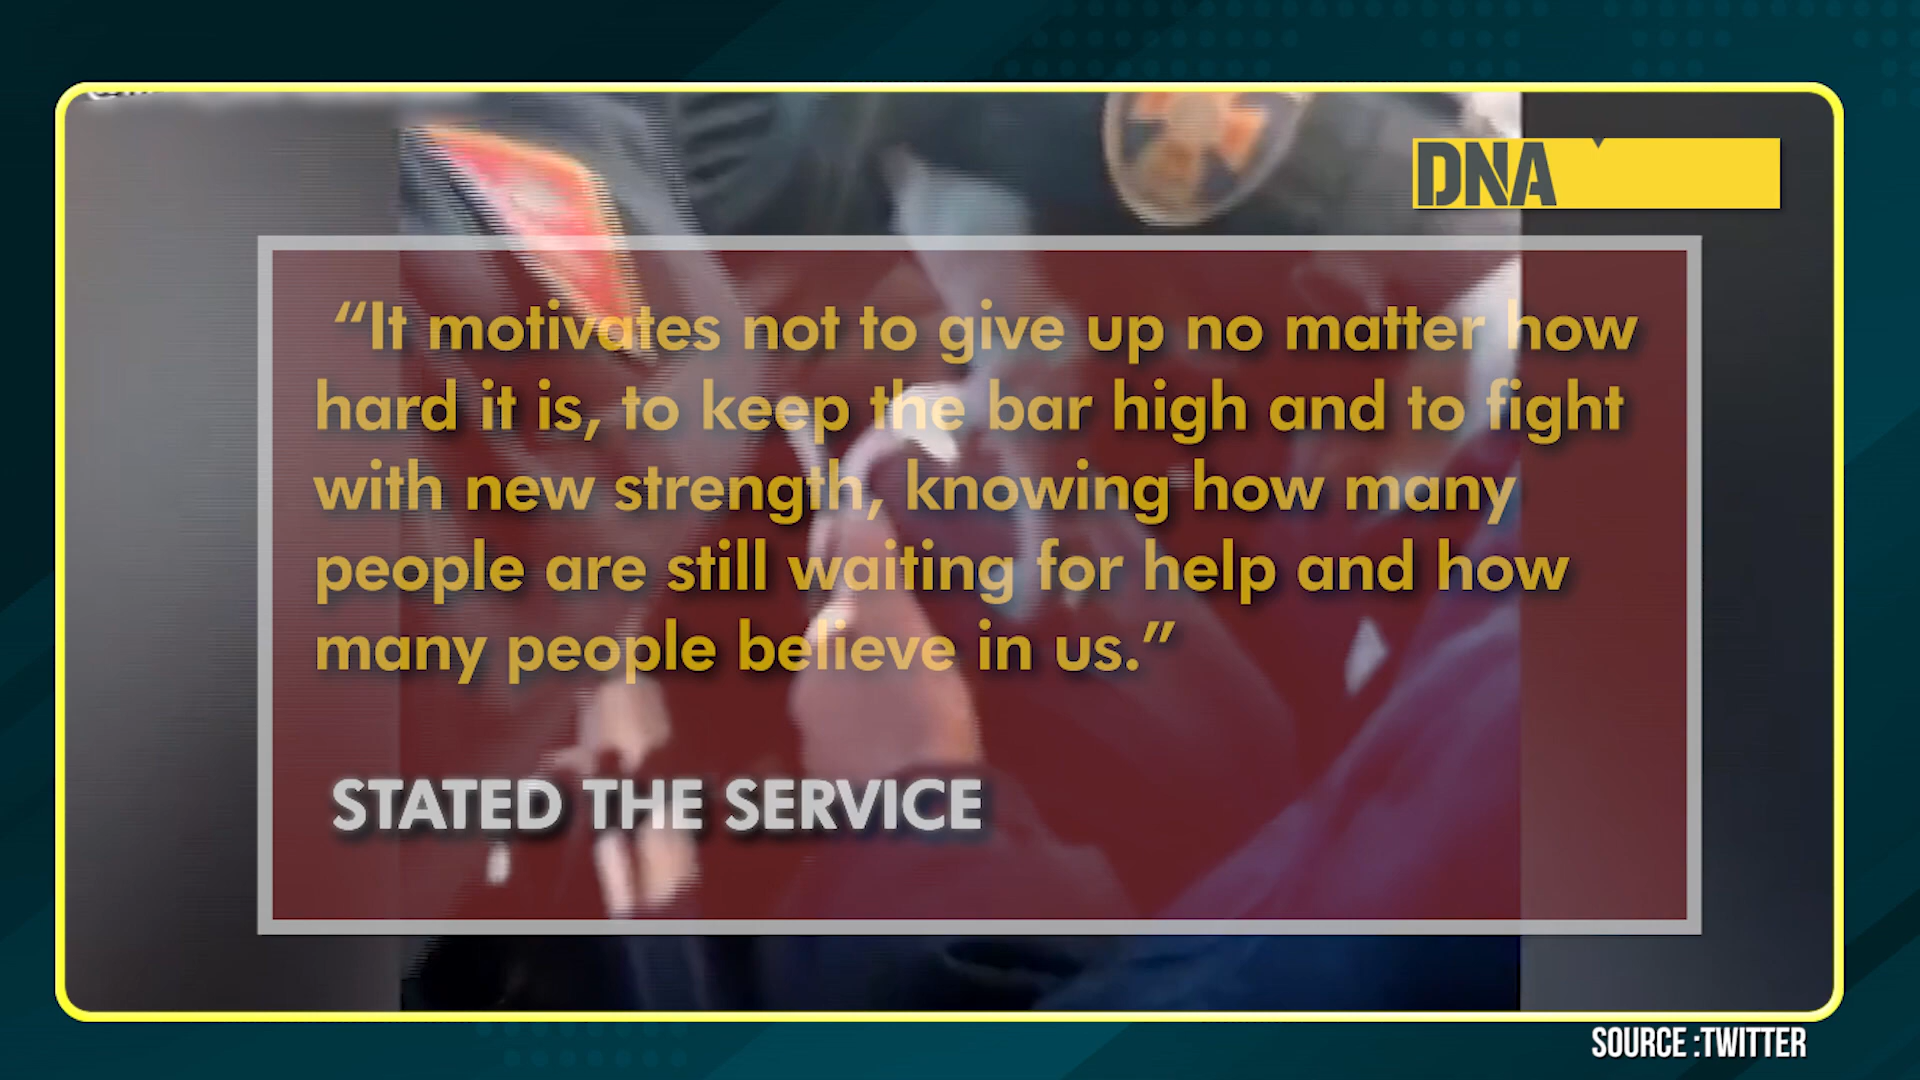 DNA
“It motivates not to give up no matter how
hard it is, to keep the bar high and to fight
with new strength, knowing how many
people are still waiting for help and how
many people believe in us.”
STATED THE SERVICE
SOURCE :TWITTER